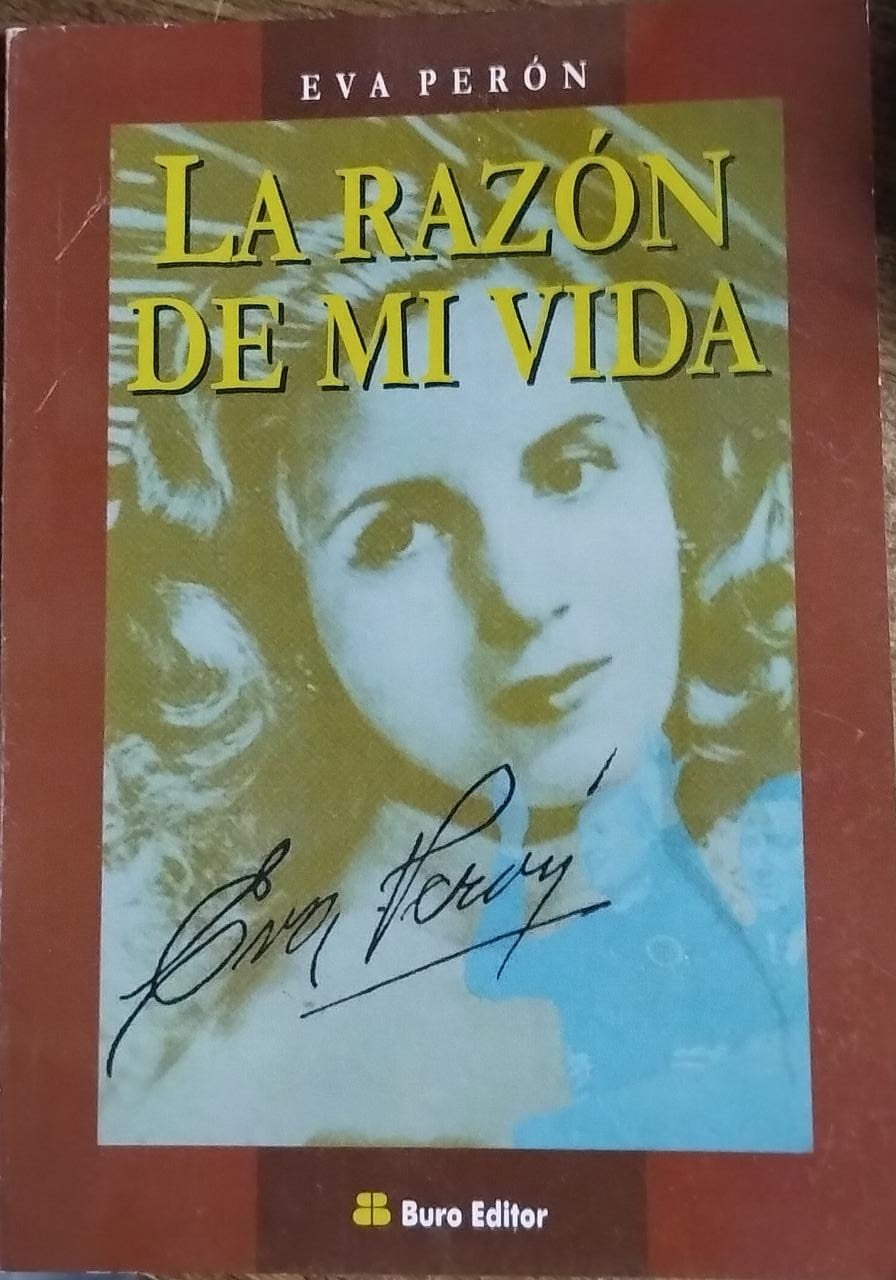 EVA PERÓN
LA RAZÓN
DE MI VIDA
Eva Perón
Buro Editor